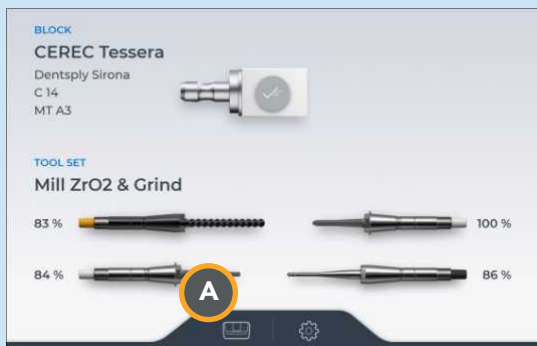 BLOCK
CEREC Tessera
Dentsply Sirona
C 14
MT A3
TOOL SET
Mill ZrO2 & Grind
83 % 100 %
84 % 86 %
A